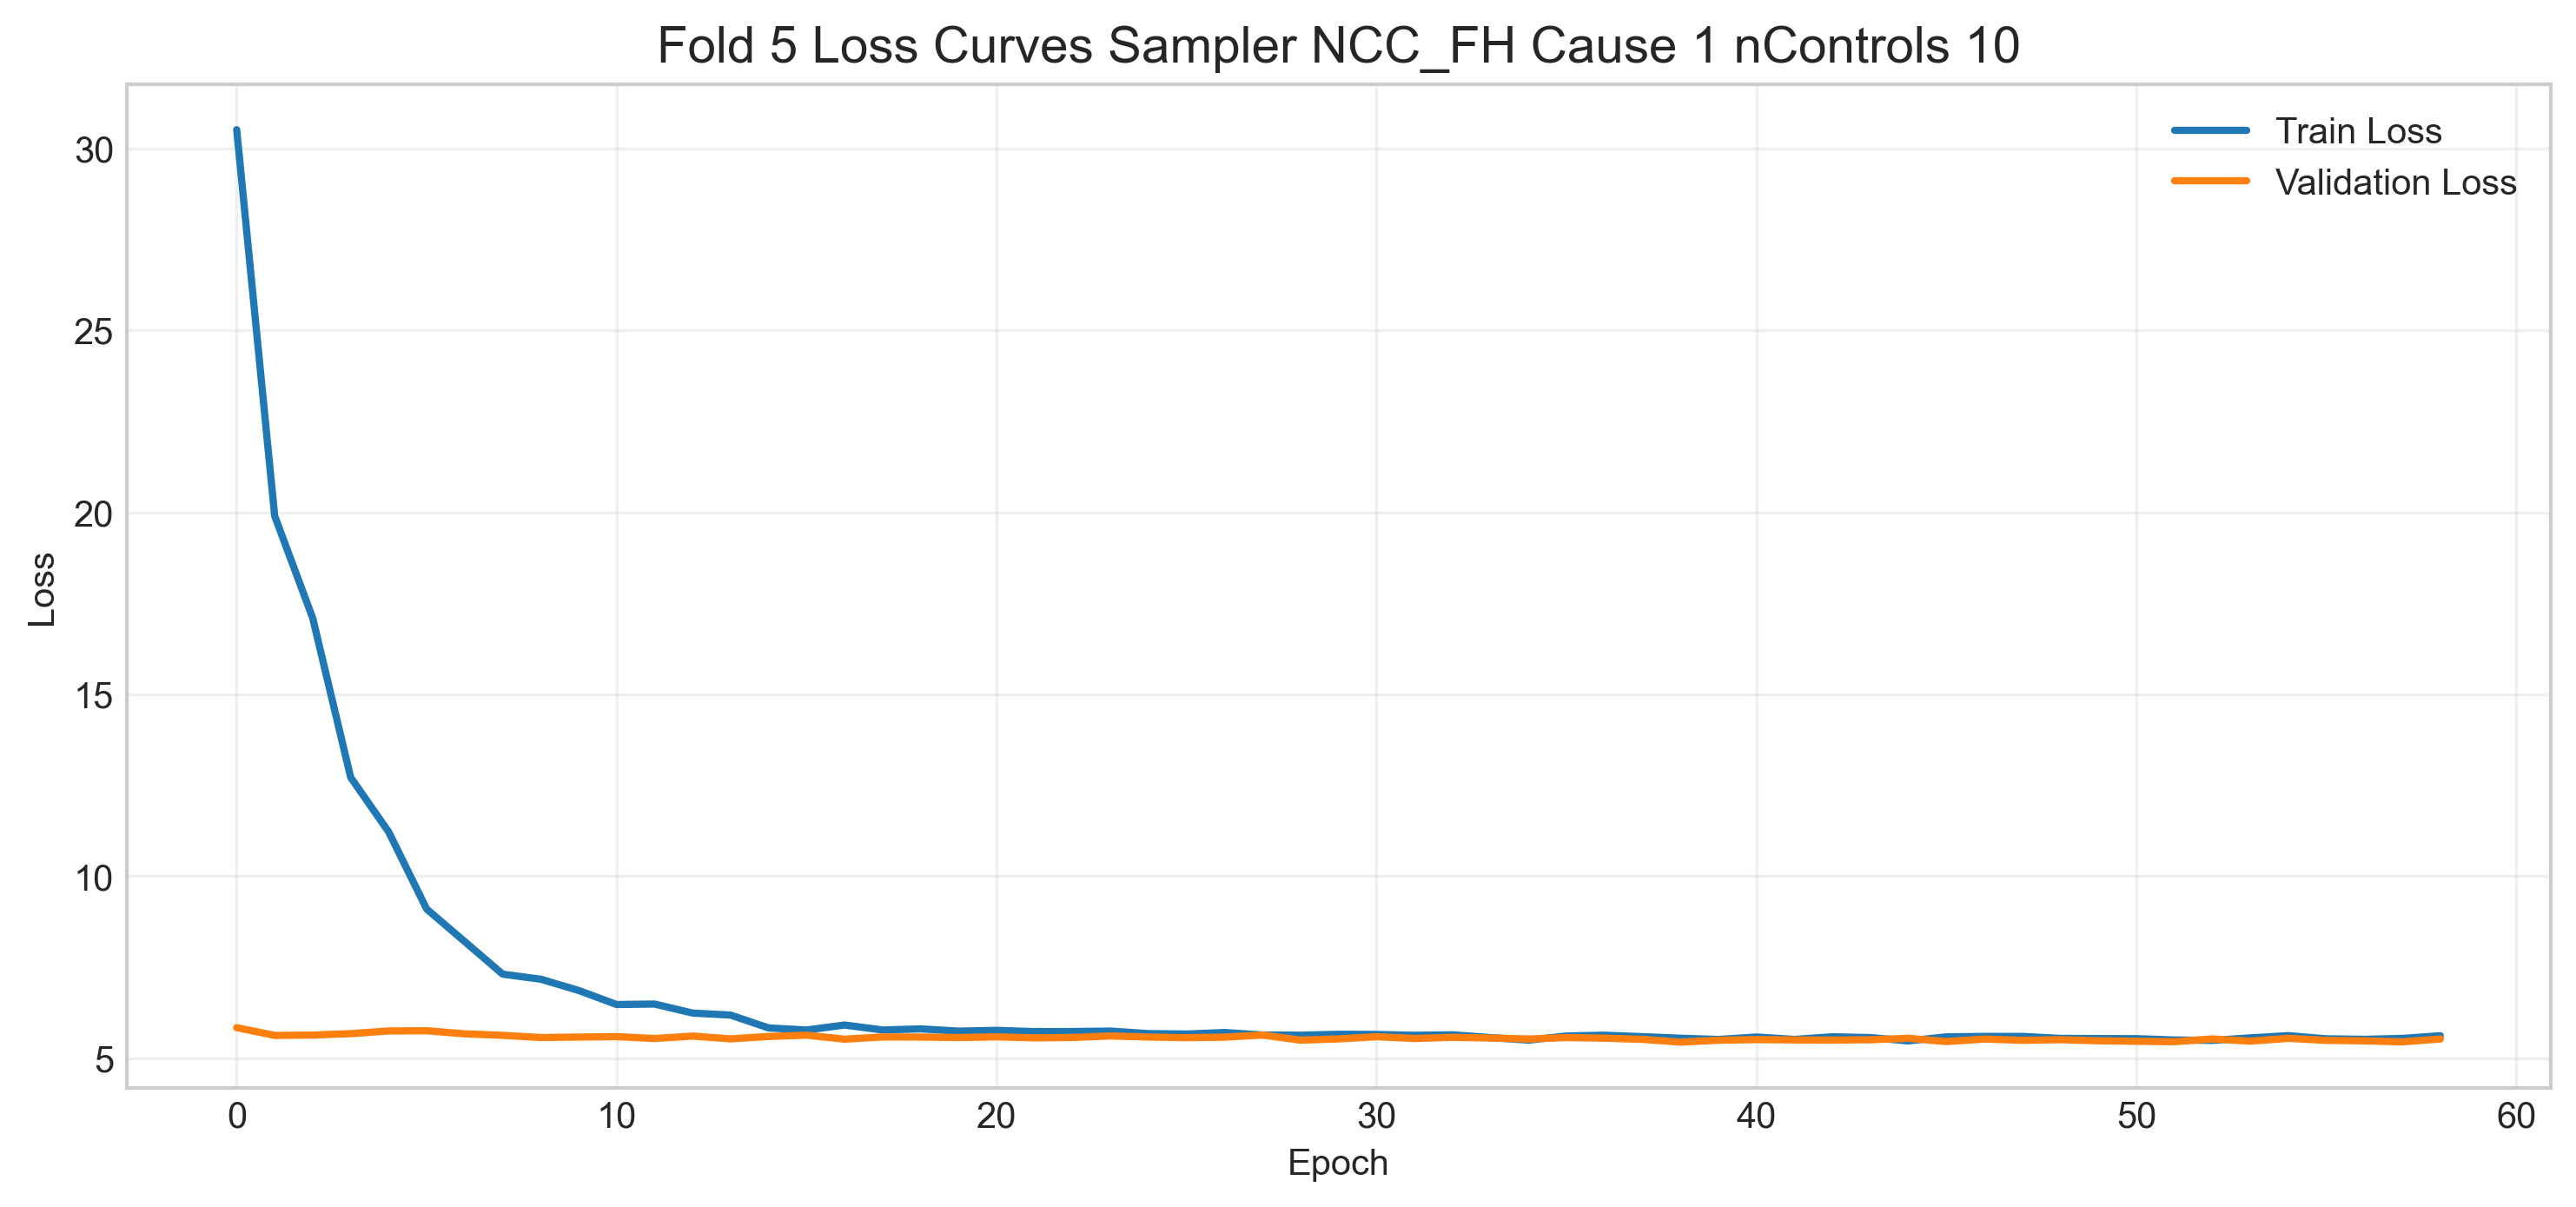 Fold 5 Loss Curves Sampler NCC_FH Cause 1 nControls 10
Train Loss
Validation Loss
Loss
30
25
20
15
10
5
0 10 20 30 40 50 60
Epoch